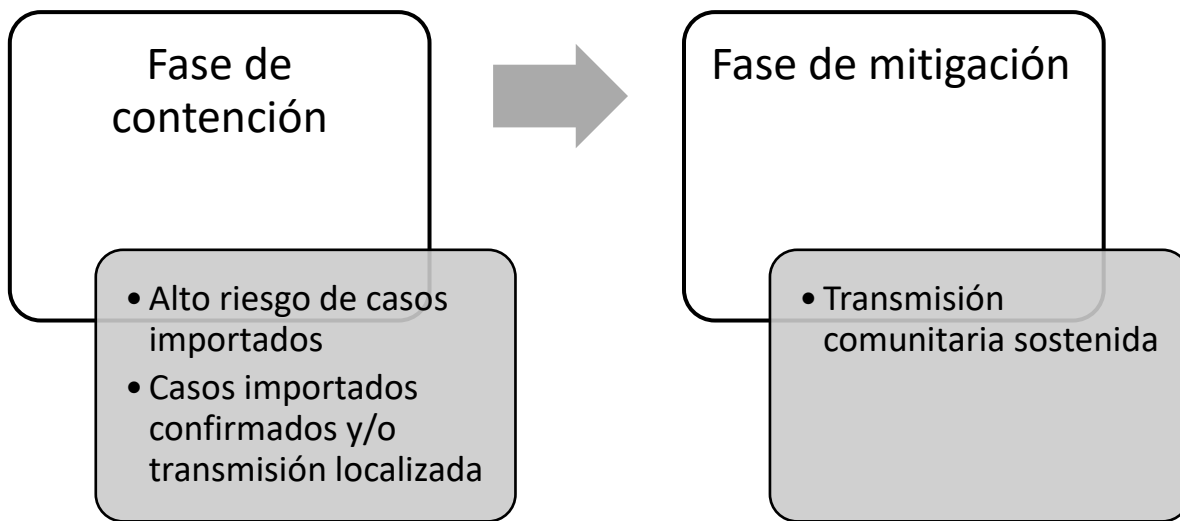 Fase de
contención
Fase de mitigación
• Alto riesgo de casos
importados
• Casos importados
confirmados y/o
transmisión localizada
• Transmisión
comunitaria sostenida